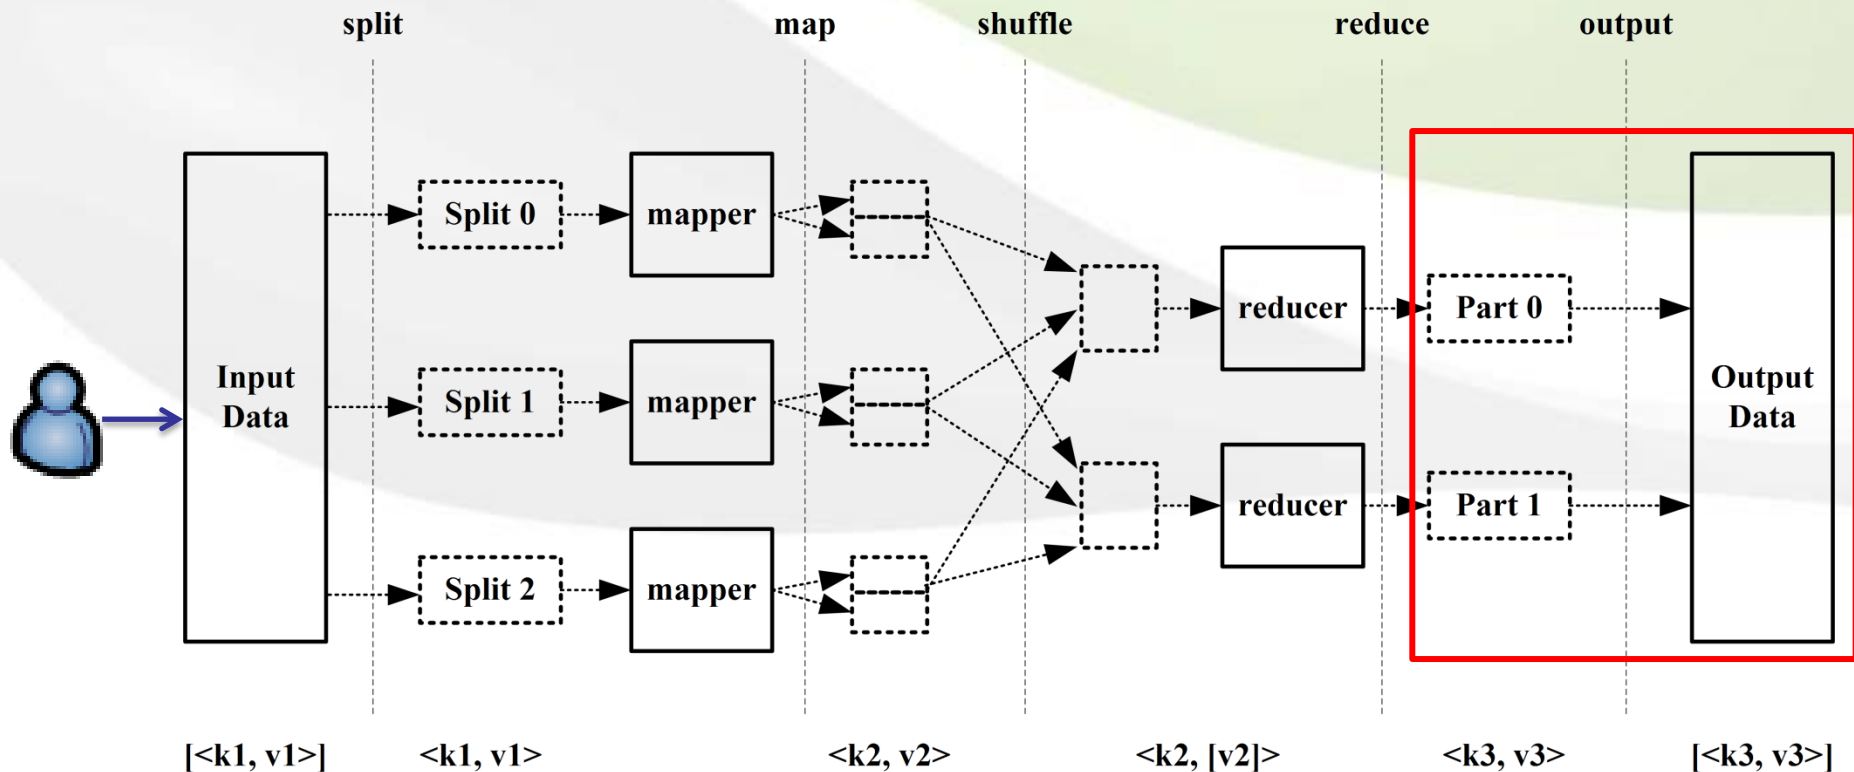 split
map
shuffle
reduce
output
Input
Data
Split 0
Split 1
Split 2
mapper
mapper
mapper
reducer
reducer
Part 0
Part 1
Output
Data
[<k1, v1>]
<k1, v1>
<k2, v2>
<k2, [v2]>
<k3, v3>
[<k3, v3>]